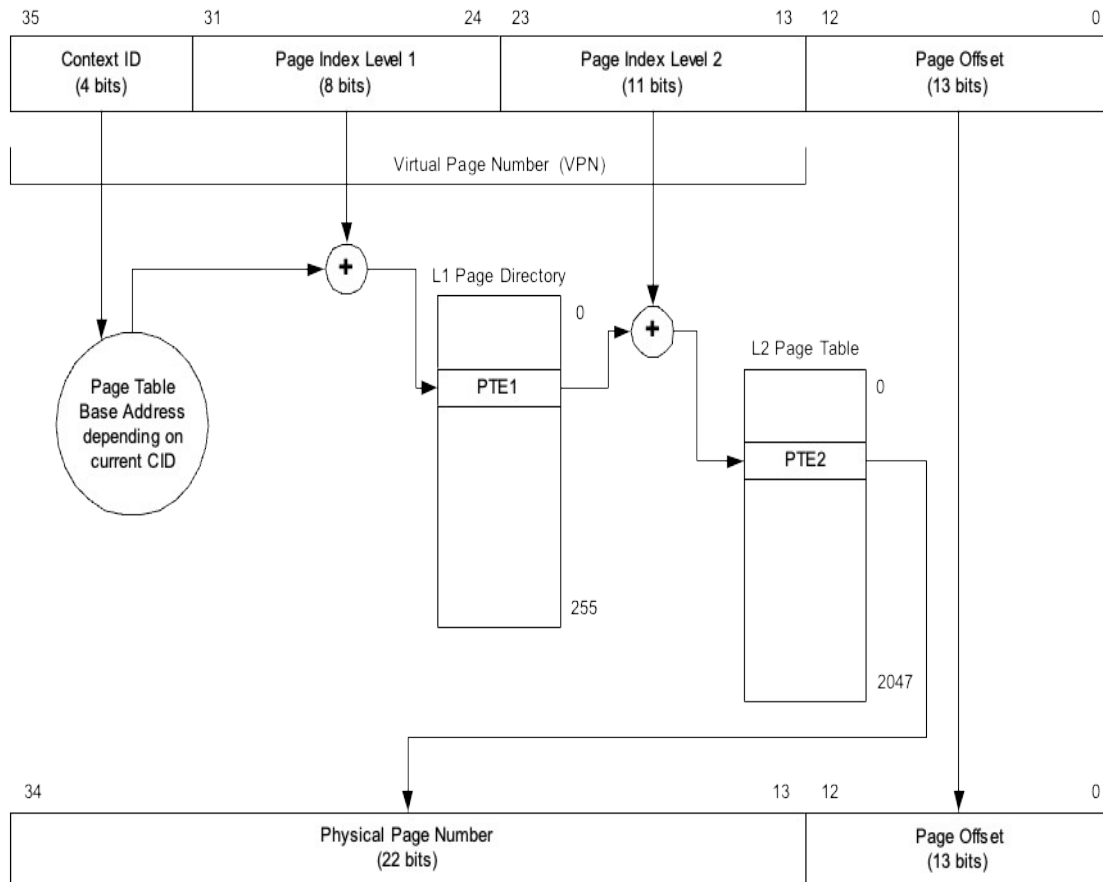 35 31 24 23 13 12 0
Context ID Page Index Level 1 Page Index Level 2 Page Offset
(4 bits) (8 bits) (11 bits) (13 bits)
Virtual Page Number (VPN)
+
L1 Page Directory
0
+
L2 Page Table
Page Table
Base Address
depending on
current CID
PTE1
0
PTE2
255
2047
34 13 12 0
Physical Page Number Page Offset
(22 bits) (13 bits)